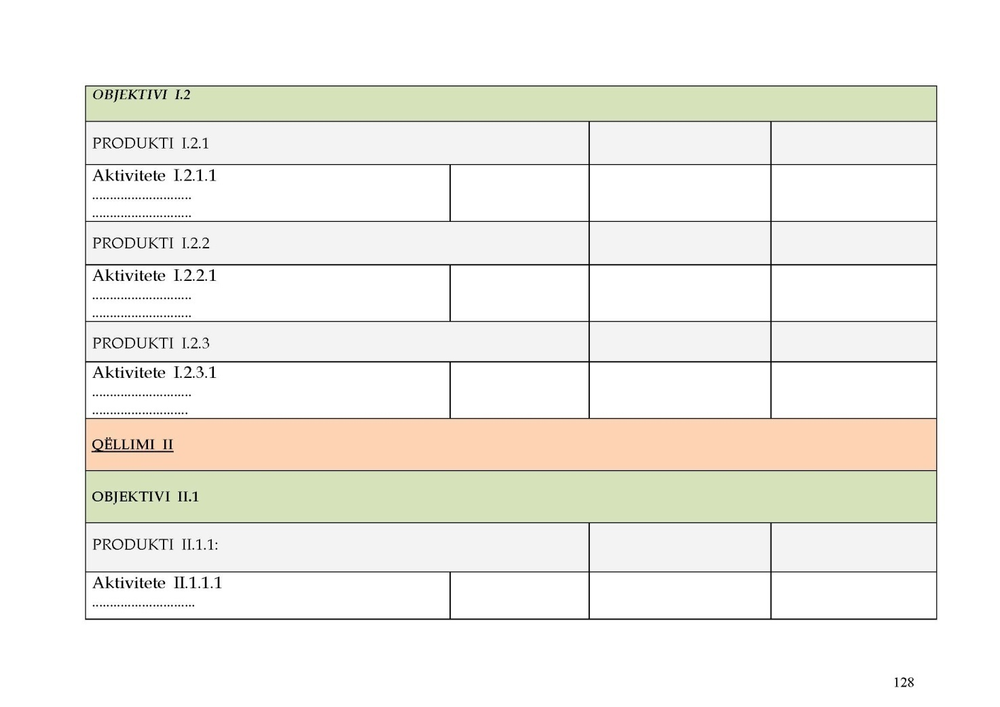 OBJEKTIVI I.2
PRODUKTI I.2.1
Aktivitete I.2.1.1
............................
............................
PRODUKTI I.2.2
Aktivitete I.2.2.1
............................
............................
PRODUKTI I.2.3
Aktivitete I.2.3.1
............................
...........................
QËLLIMI II
OBJEKTIVI II.1
PRODUKTI II.1.1:
Aktivitete II.1.1.1
.............................
128